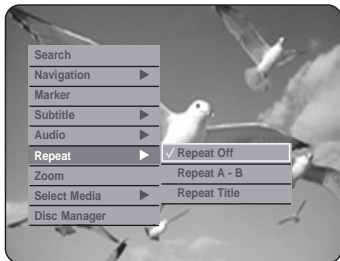 Search
Navigation
Marker
Subtitle
Audio
Repeat
Zoom
Select Media
Disc Manager
✓ Repeat Off
Repeat A - B
Repeat Title